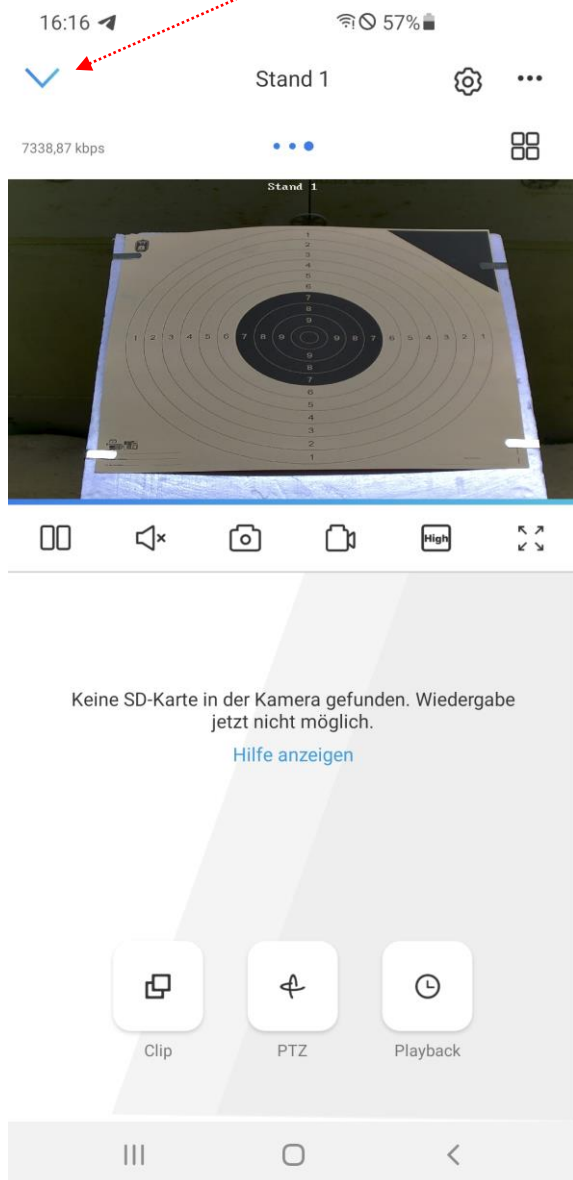 16:16 57%
Stand 1
7338,87 kbps
Stand 1
1
2
3
4
5
6
7
8
9
1 2 3 4 5 6 7 8 9 9 8 7 6 5 4 3 2 1
9
8
7
6
5
4
3
2
1
High
Keine SD-Karte in der Kamera gefunden. Wiedergabe
jetzt nicht möglich.
Hilfe anzeigen
Clip PTZ Playback